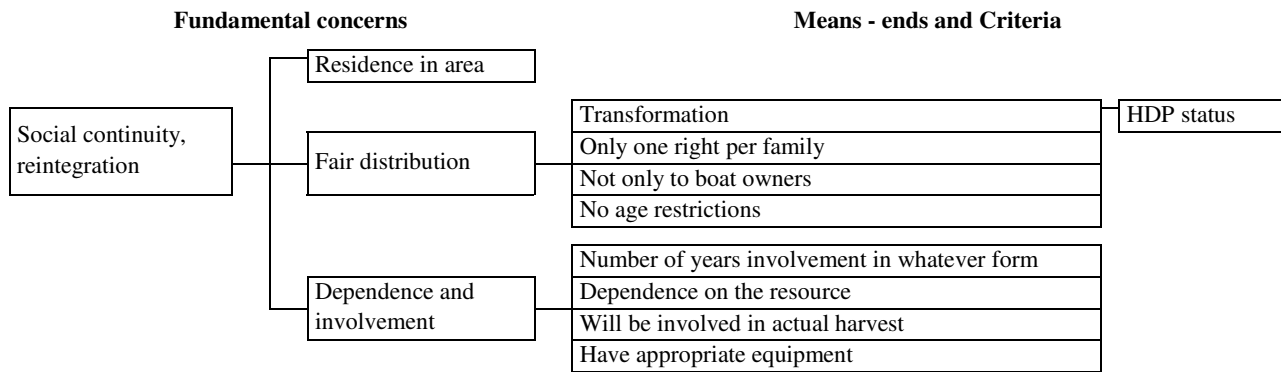 Fundamental concerns
Means - ends and Criteria
Residence in area
Social continuity,
reintegration
Fair distribution
Transformation
HDP status
Only one right per family
Not only to boat owners
No age restrictions
Dependence and
involvement
Number of years involvement in whatever form
Dependence on the resource
Will be involved in actual harvest
Have appropriate equipment